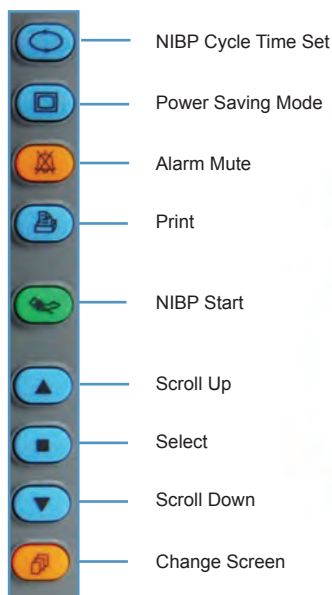 NIBP Cycle Time Set
Power Saving Mode
Alarm Mute
Print
NIBP Start
Scroll Up
Select
Scroll Down
Change Screen